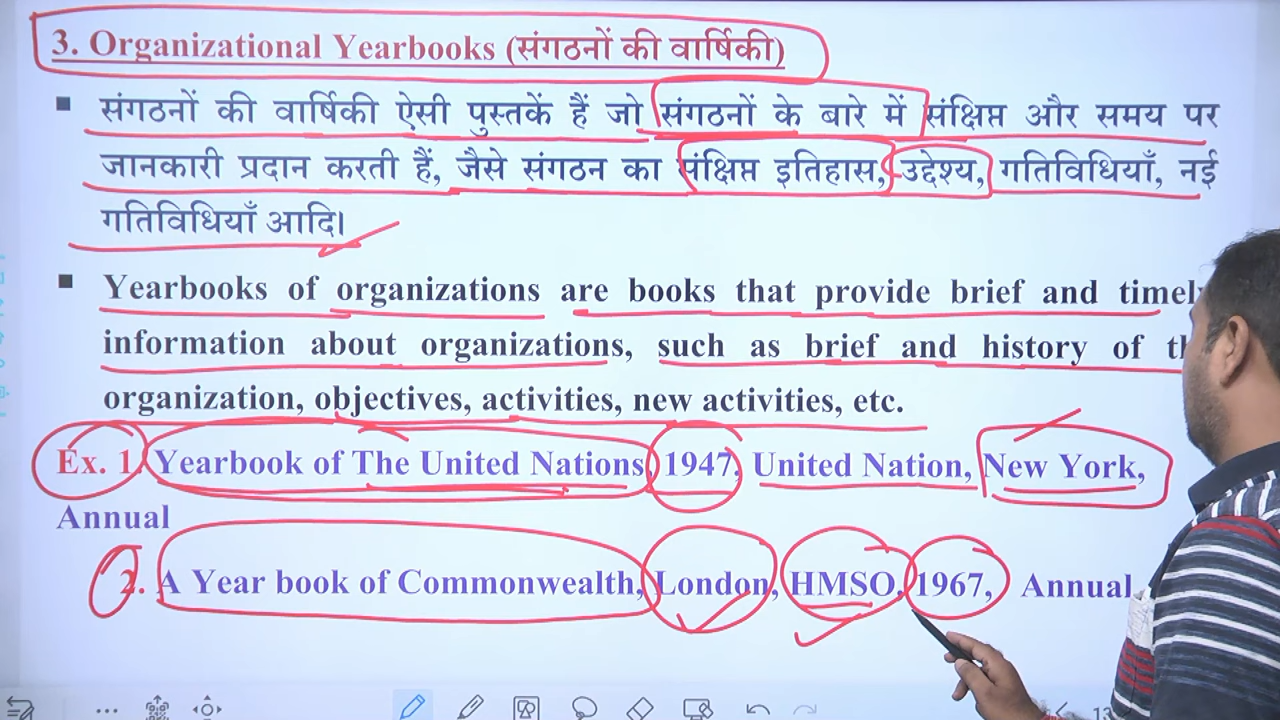 3. Organizational Yearbooks (संगठनों की वार्षिकी)
▪ संगठनों की वार्षिकी ऐसी पुस्तकें हैं जो संगठनों के बारे में संक्षिप्त और समय पर
जानकारी प्रदान करती हैं, जैसे संगठन का संक्षिप्त इतिहास, उद्देश्य, गतिविधियाँ, नई
गतिविधियाँ आदि।
▪ Yearbooks of organizations are books that provide brief and timely
information about organizations, such as brief and history of
organization, objectives, activities, new activities, etc.
Ex. 1 Yearbook of The United Nations, 1947, United Nation, New York,
Annual
2. A Year book of Commonwealth, London, HMSO, 1967, Annual